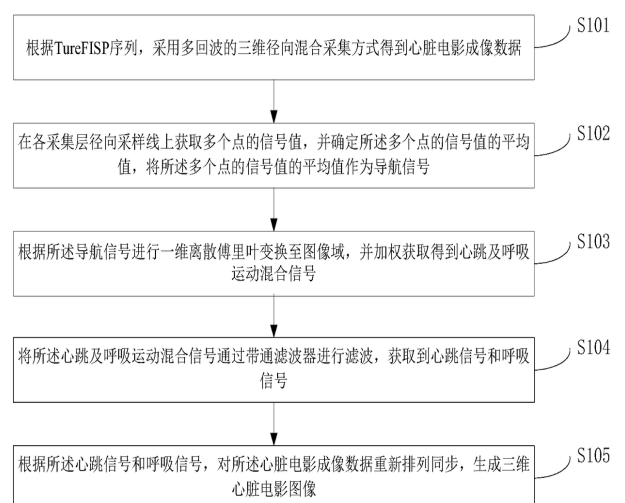 根据TureFISP序列，采用多回波的三维径向混合采集方式得到心脏电影成像数据
S101
在各采集层径向采样线上获取多个点的信号值，并确定所述多个点的信号值的平均
值，将所述多个点的信号值的平均值作为导航信号
S102
根据所述导航信号进行一维离散傅里叶变换至图像域，并加权获取得到心跳及呼吸
运动混合信号
S103
将所述心跳及呼吸运动混合信号通过带通滤波器进行滤波，获取到心跳信号和呼吸
信号
S104
根据所述心跳信号和呼吸信号，对所述心脏电影成像数据重新排列同步，生成三维
心脏电影图像
S105